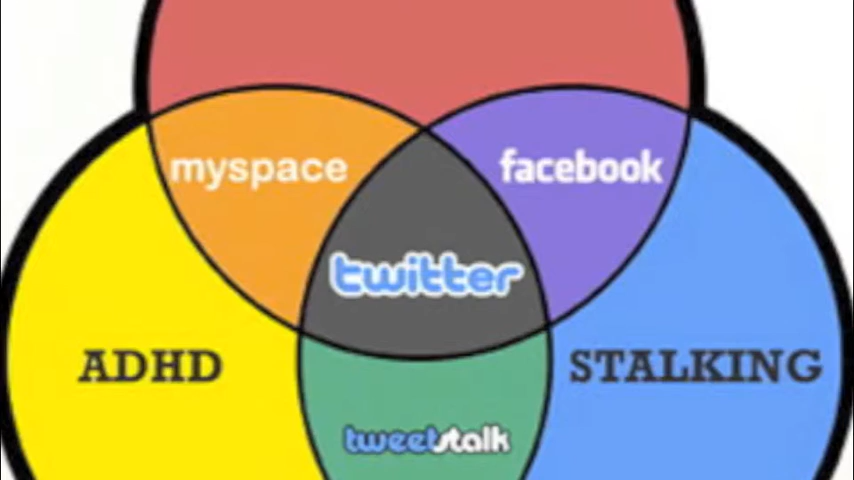 myspace
facebook
twitter
ADHD
STALKING
tweetstalk